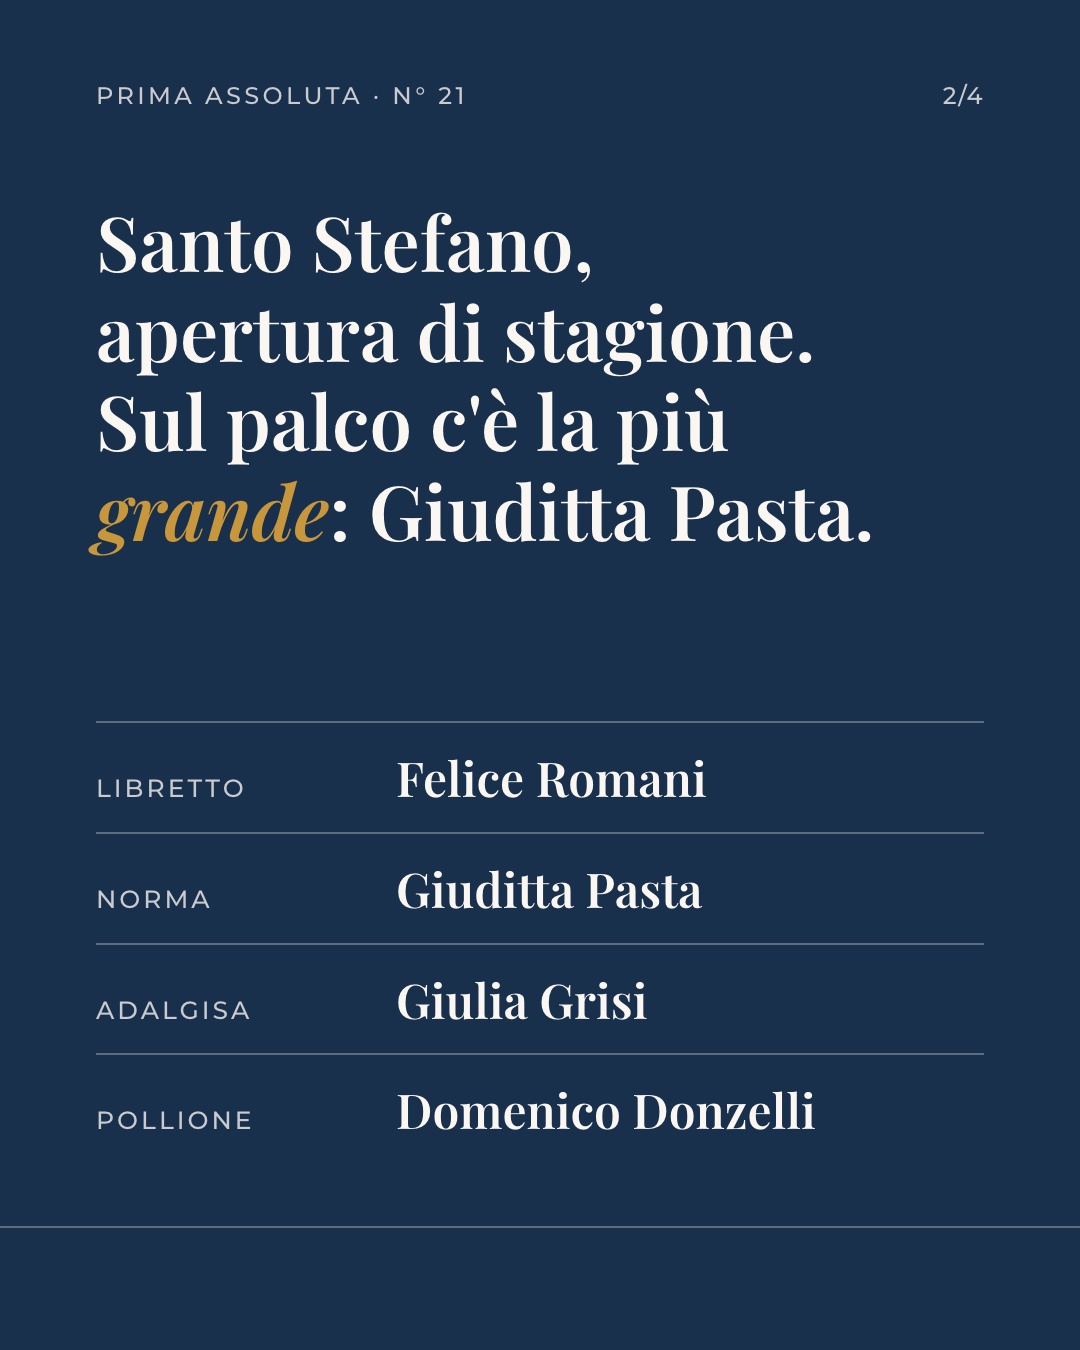 PRIMA ASSOLUTA · N° 21
2/4
Santo Stefano,
apertura di stagione.
Sul palco c'è la più
grande: Giuditta Pasta.
LIBRETTO Felice Romani
NORMA Giuditta Pasta
ADALGISA Giulia Grisi
POLLIONE Domenico Donzelli